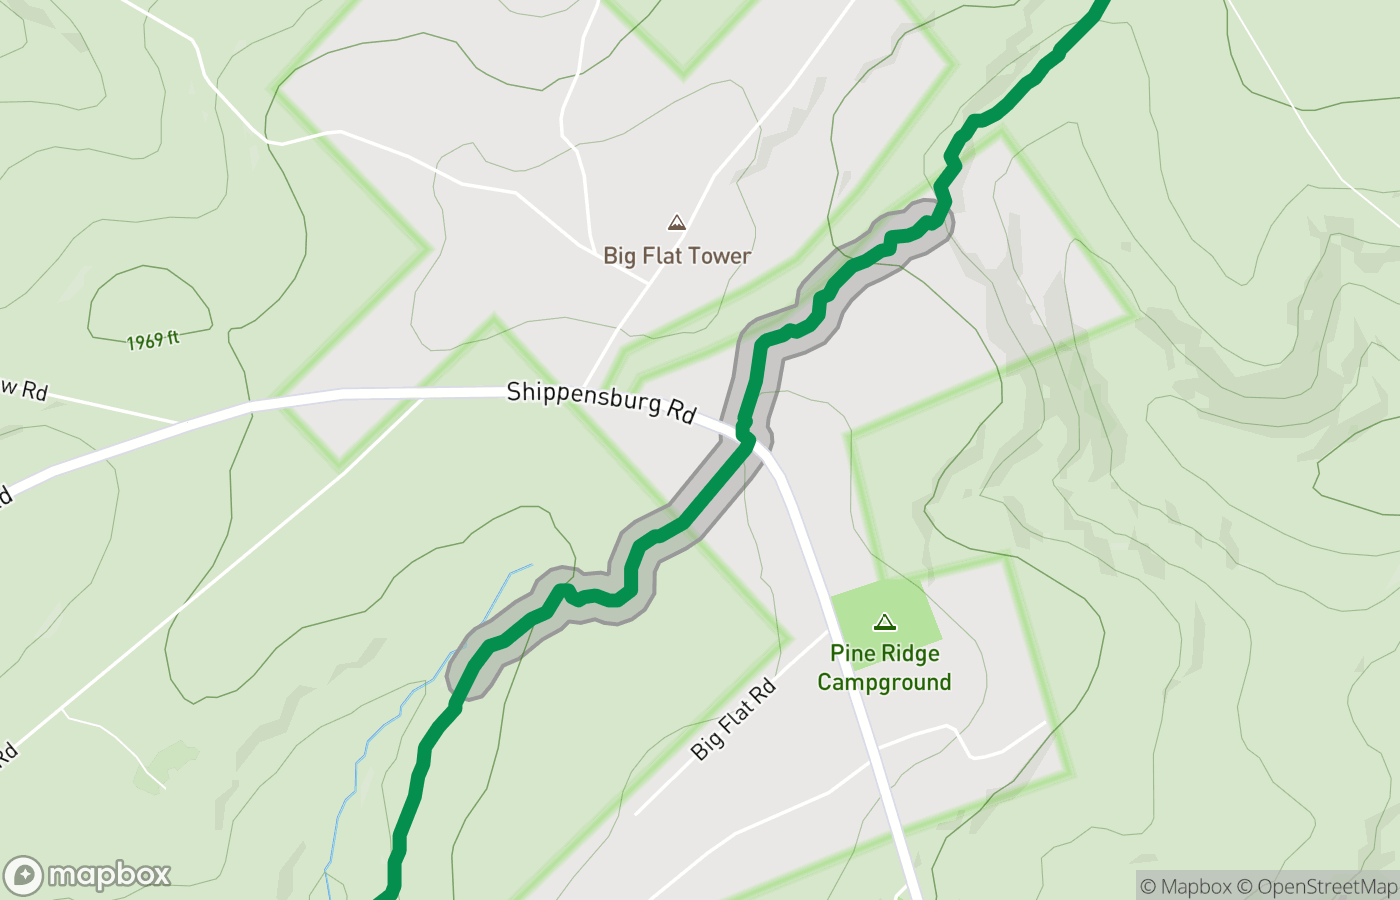 Big Flat Tower
1969 ft
w Rd
Shippensburg Rd
d
Pine Ridge
Campground
Big Flat Rd
Rd
mapbox
© Mapbox © OpenStreetMap